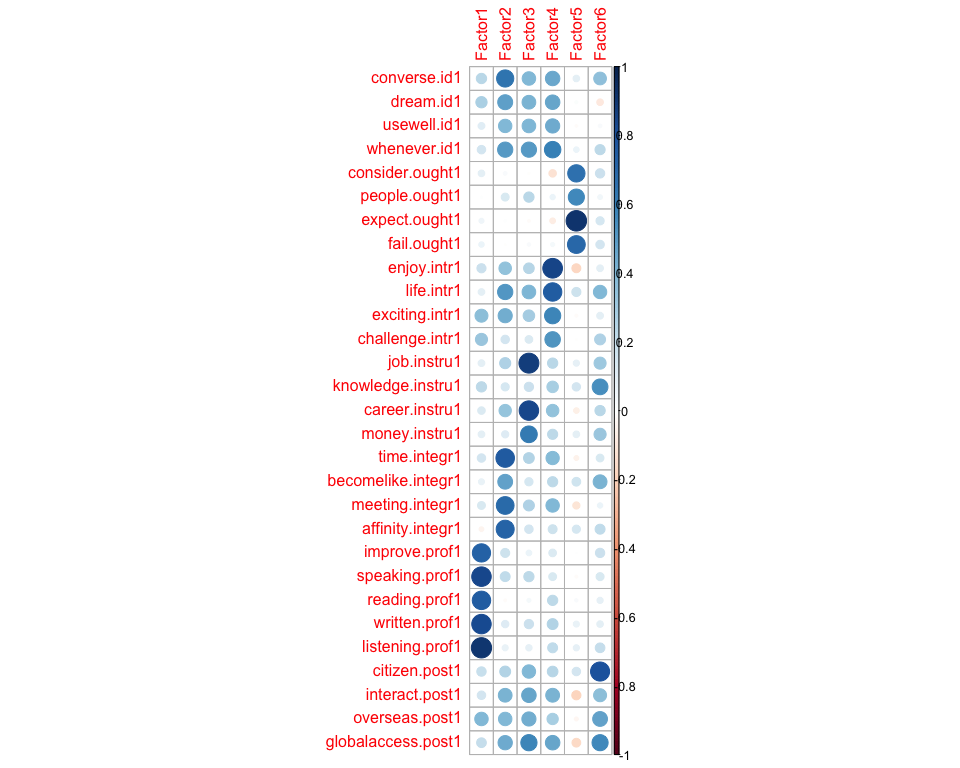 Factor1 Factor2 Factor3 Factor4 Factor5 Factor6
converse.id1
dream.id1
usewell.id1
whenever.id1
consider.ought1
people.ought1
expect.ought1
fail.ought1
enjoy.intr1
life.intr1
exciting.intr1
challenge.intr1
job.instru1
knowledge.instru1
career.instru1
money.instru1
time.integr1
becomelike.integr1
meeting.integr1
affinity.integr1
improve.prof1
speaking.prof1
reading.prof1
written.prof1
listening.prof1
citizen.post1
interact.post1
overseas.post1
globalaccess.post1
1
0.8
0.6
0.4
0.2
0
-0.2
-0.4
-0.6
-0.8
-1